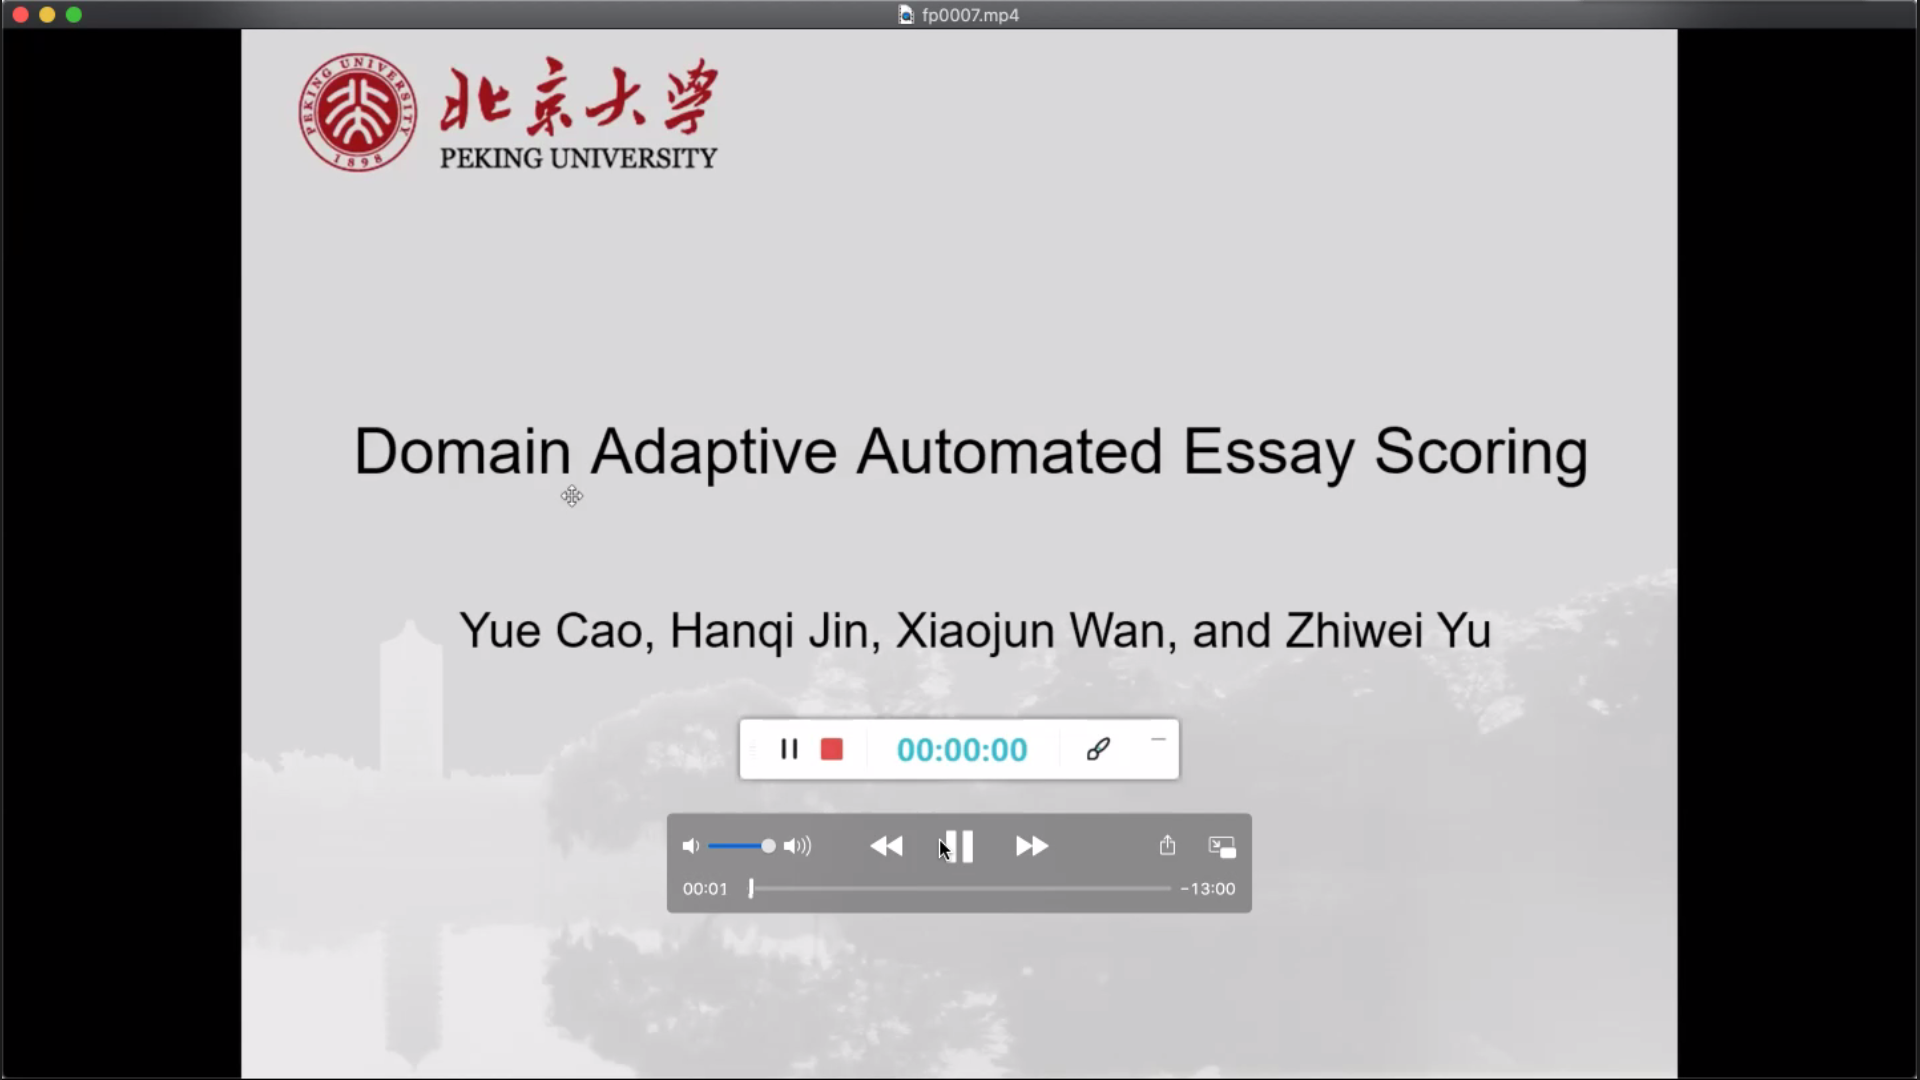 fp0007.mp4
PEKING UNIVERSITY
1898
北京大学
PEKING UNIVERSITY
Domain Adaptive Automated Essay Scoring
Yue Cao, Hanqi Jin, Xiaojun Wan, and Zhiwei Yu
00:00:00
00:01
-13:00